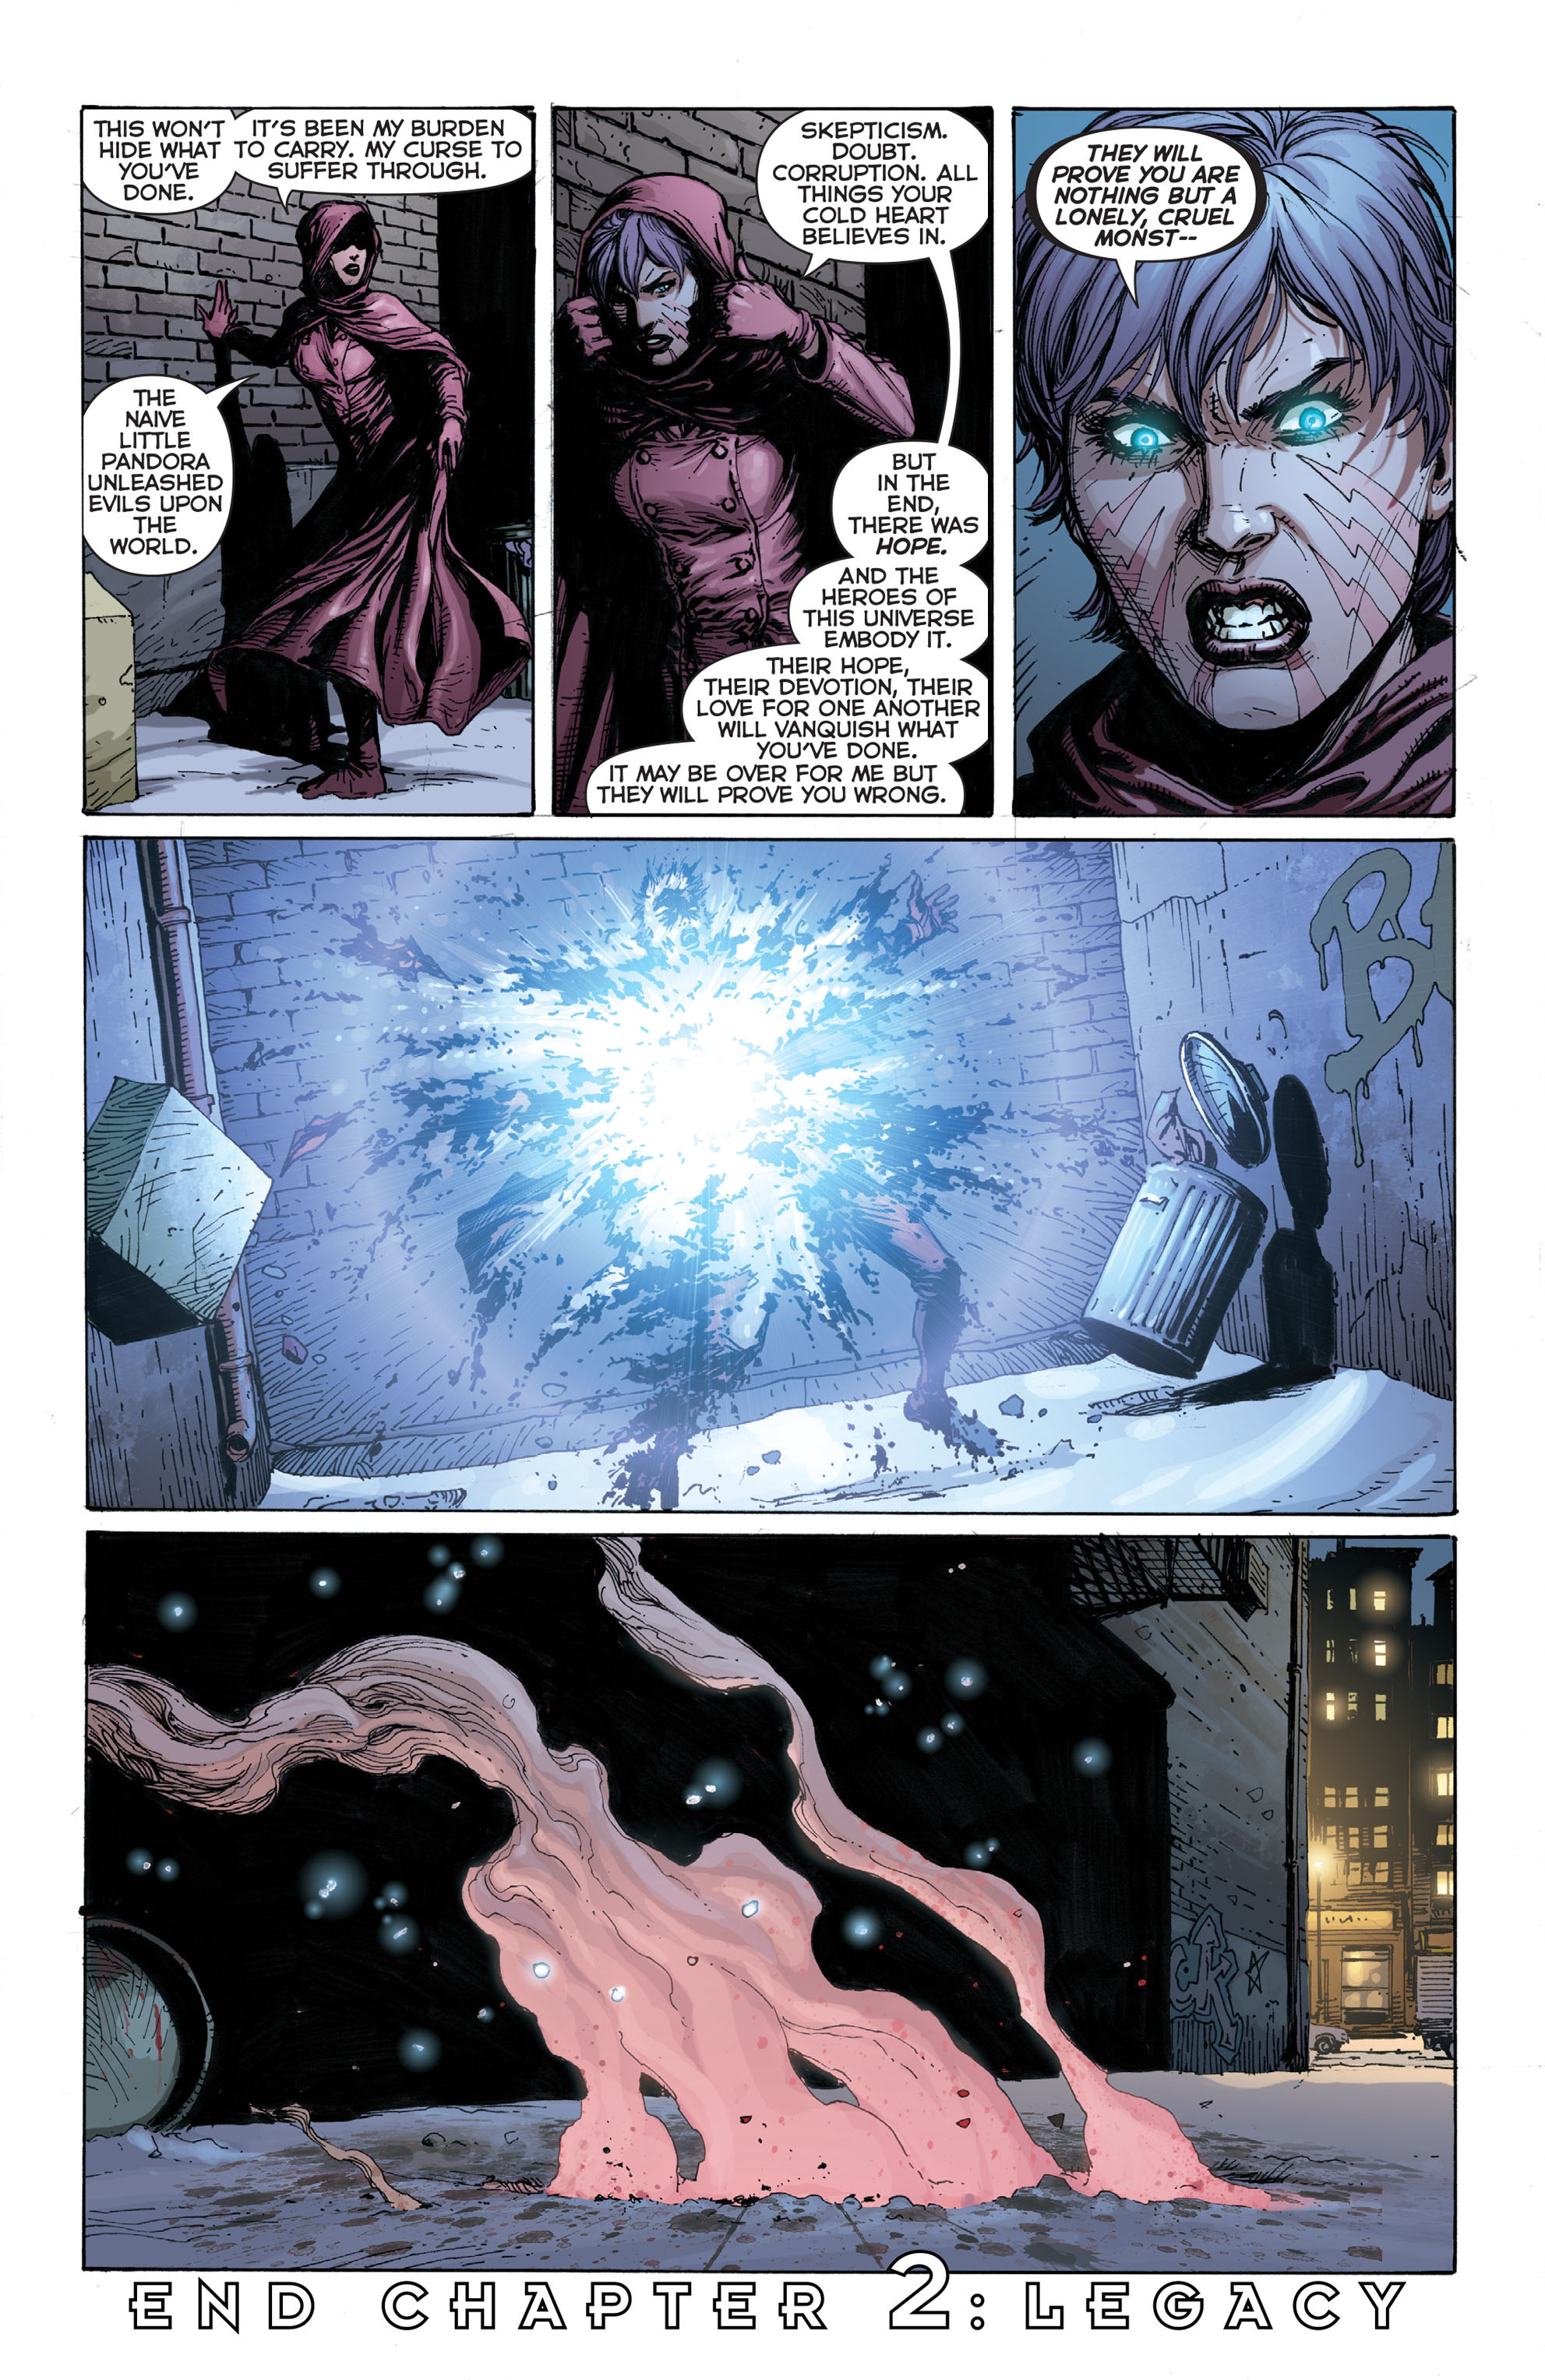 THIS WON'T
HIDE WHAT
YOU'VE
DONE.
IT'S BEEN MY BURDEN
TO CARRY. MY CURSE TO
SUFFER THROUGH.
THE
NAIVE
LITTLE
PANDORA
UNLEASHED
EVILS UPON
THE
WORLD.
SKEPTICISM.
DOUBT.
CORRUPTION. ALL
THINGS YOUR
COLD HEART
BELIEVES IN.
BUT
IN THE
END,
THERE WAS
HOPE.
AND THE
HEROES OF
THIS UNIVERSE
EMBODY IT.
THEIR HOPE,
THEIR DEVOTION, THEIR
LOVE FOR ONE ANOTHER
WILL VANQUISH WHAT
YOU'VE DONE.
IT MAY BE OVER FOR ME BUT
THEY WILL PROVE YOU WRONG.
THEY WILL
PROVE YOU ARE
NOTHING BUT A
LONELY, CRUEL
MONST--
END CHAPTER 2: LEGACY